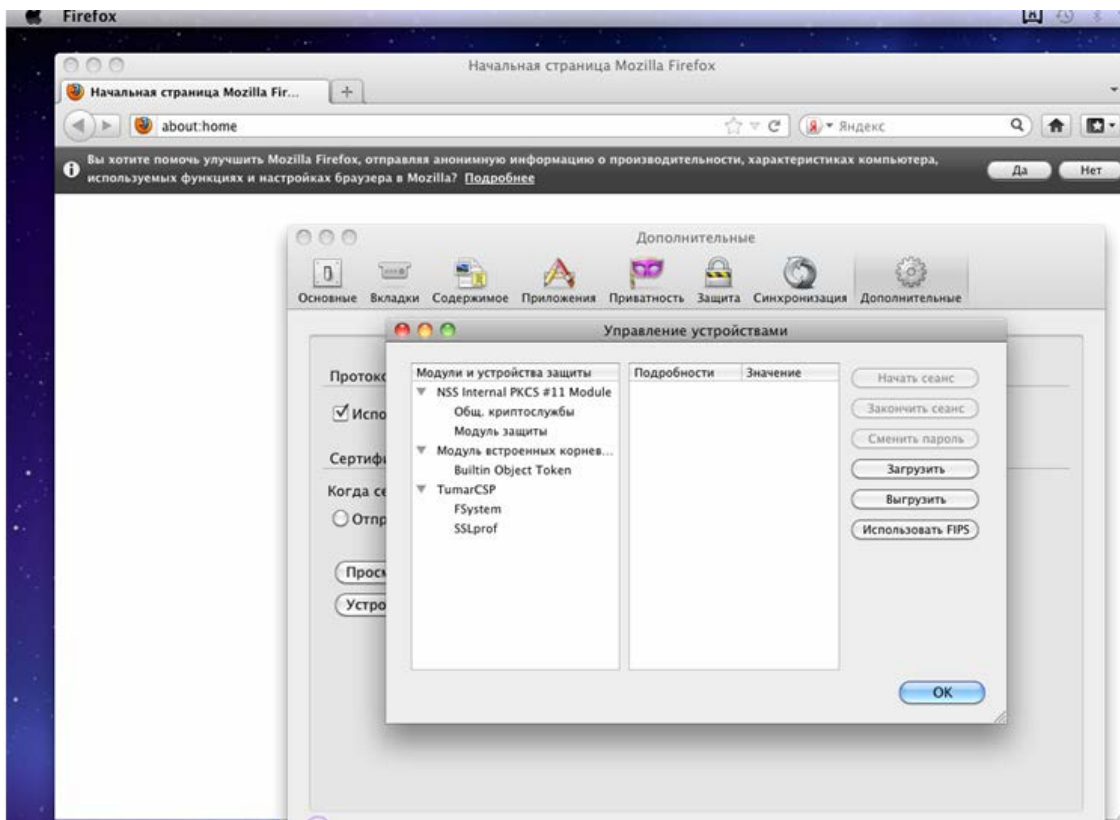 Firefox
Начальная страница Mozilla Firefox
Начальная страница Mozilla Fir...
about:home
Яндекс
Вы хотите помочь улучшить Mozilla Firefox, отправляя анонимную информацию о производительности, характеристиках компьютера,
используемых функциях и настройках браузера в Mozilla? Подробнее
Да
Нет
Дополнительные
Основные Вкладки Содержимое Приложения Приватность Защита Синхронизация Дополнительные
Управление устройствами
Проток
Испо
Сертиф
Когда се
Отпр
Прос
Устро
Модули и устройства защиты
NSS Internal PKCS #11 Module
Общ. криптослужбы
Модуль защиты
Модуль встроенных корнев...
Builtin Object Token
TumarCSP
FSystem
SSLprof
Подробности
Значение
Начать сеанс
Закончить сеанс
Сменить пароль
Загрузить
Выгрузить
Использовать FIPS
OK